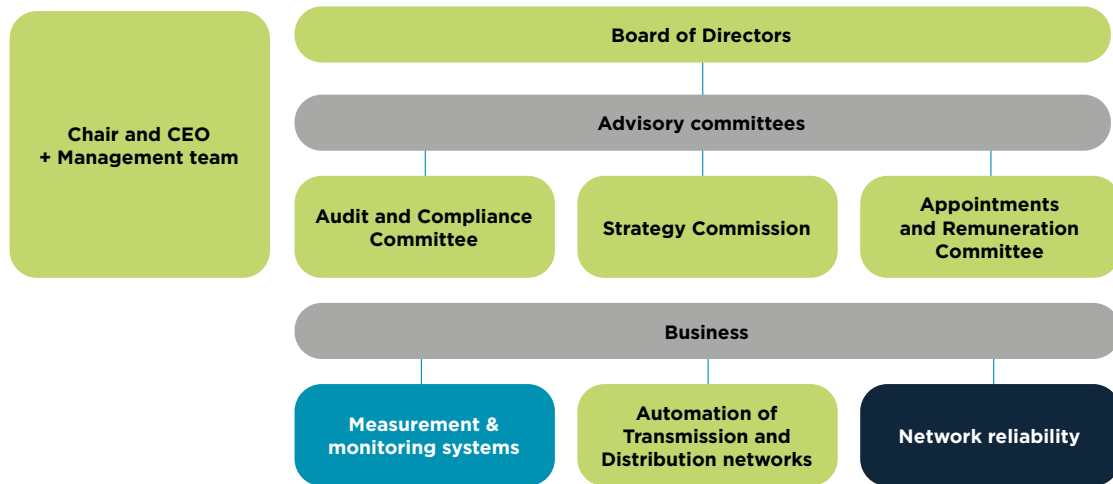 Chair and CEO
+ Management team
Board of Directors
Advisory committees
Audit and Compliance
Committee
Strategy Commission
Appointments
and Remuneration
Committee
Business
Measurement &
monitoring systems
Automation of
Transmission and
Distribution networks
Network reliability